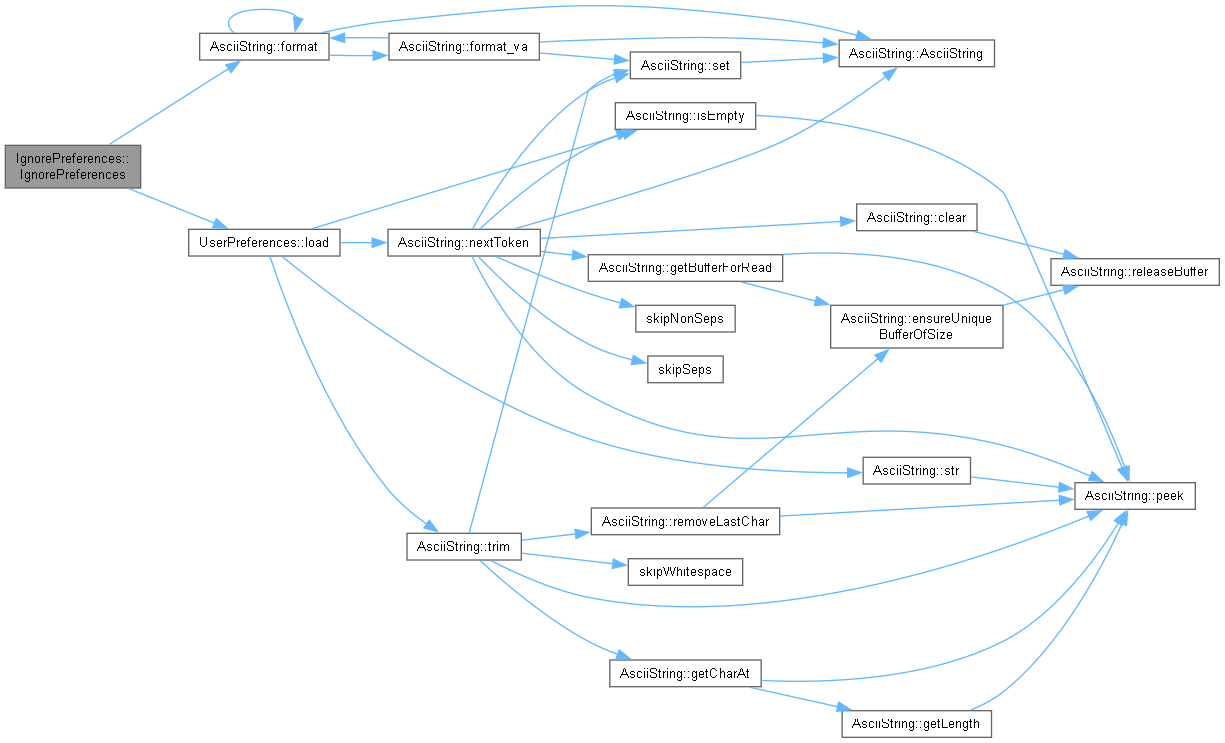 AsciiString::format
AsciiString::format_va
AsciiString::set
AsciiString::AsciiString
AsciiString::isEmpty
IgnorePreferences::
IgnorePreferences
UserPreferences::load
AsciiString::nextToken
AsciiString::clear
AsciiString::getBufferForRead
AsciiString::releaseBuffer
skipNonSeps
AsciiString::ensureUnique
BufferOfSize
skipSeps
AsciiString::str
AsciiString::peek
AsciiString::removeLastChar
AsciiString::trim
skipWhitespace
AsciiString::getCharAt
AsciiString::getLength